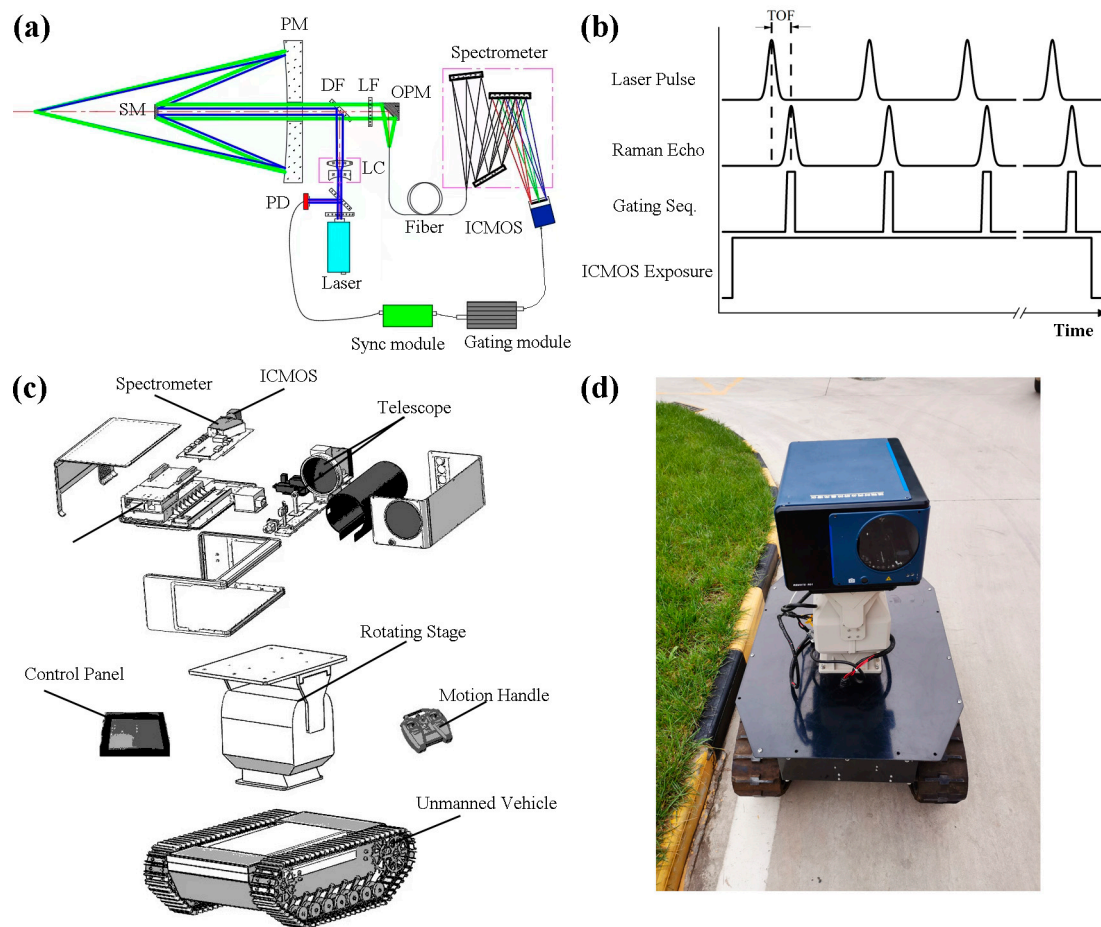 (a)
PM
Spectrometer
DF
LF
OPM
SM
LC
PD
Fiber
ICMOS
Laser
Sync module
Gating module
(b)
TOF
Laser Pulse
Raman Echo
Gating Seq.
ICMOS Exposure
Time
(c)
ICMOS
Spectrometer
Telescope
Rotating Stage
Control Panel
Motion Handle
Unmanned Vehicle
(d)